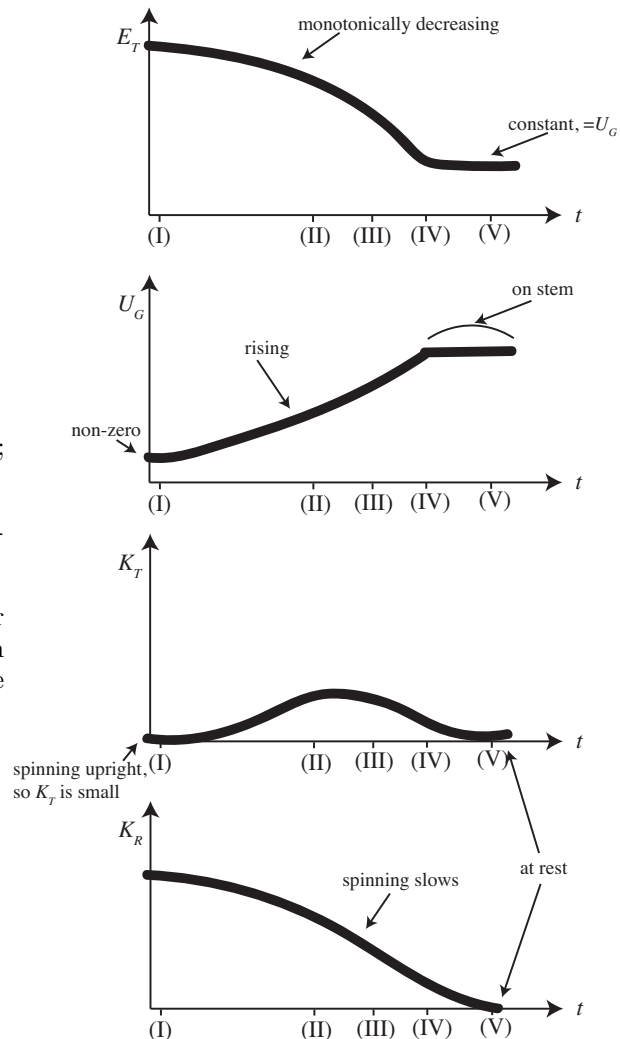 E_T
monotonically decreasing
constant, =U_G
t
(I) (II) (III) (IV) (V)
U_G
on stem
rising
non-zero
;
t
(I) (II) (III) (IV) (V)
-
K_T
r
n
e
t
(I) (II) (III) (IV) (V)
spinning upright,
so K_T is small
K_R
at rest
spinning slows
t
(I) (II) (III) (IV) (V)